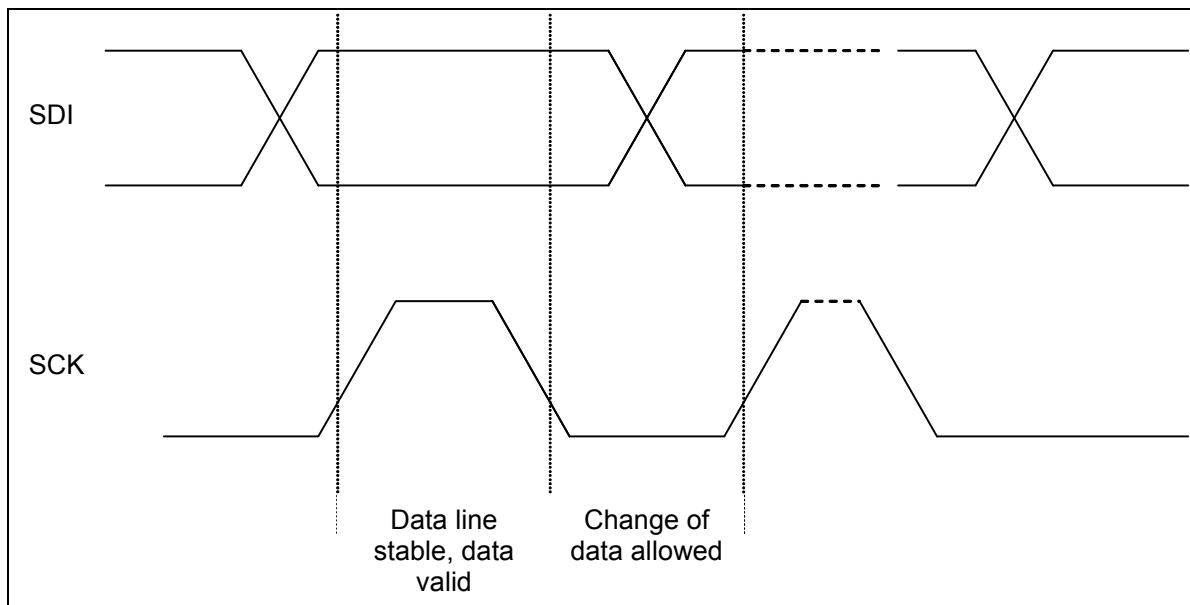 SDI
SCK
Data line
stable, data
valid
Change of
data allowed